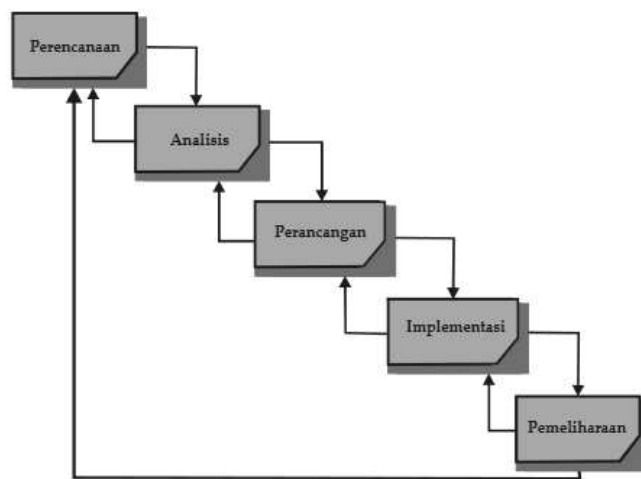 Perencanaan
Analisis
Perancangan
Implementasi
Pemeliharaan